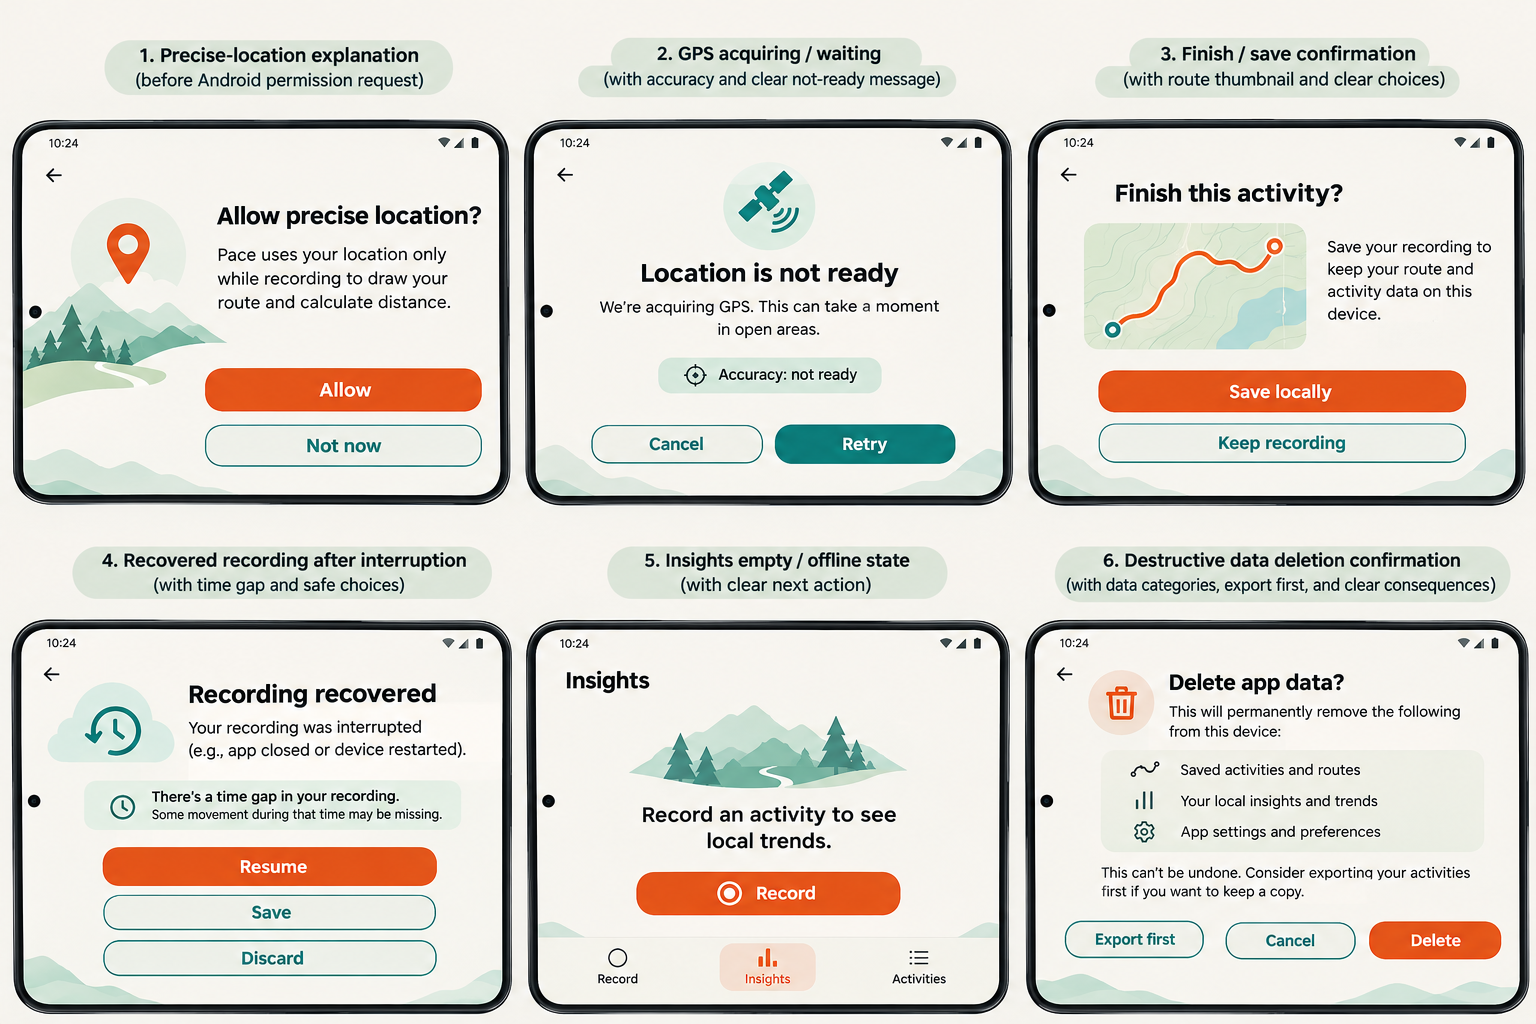 1. Precise-location explanation
(before Android permission request)
10:24
Allow precise location?
Pace uses your location only
while recording to draw your
route and calculate distance.
Allow
Not now
2. GPS acquiring / waiting
(with accuracy and clear not-ready message)
10:24
Location is not ready
We're acquiring GPS. This can take a moment
in open areas.
Accuracy: not ready
Cancel
Retry
3. Finish / save confirmation
(with route thumbnail and clear choices)
10:24
Finish this activity?
Save your recording to
keep your route and
activity data on this
device.
Save locally
Keep recording
4. Recovered recording after interruption
(with time gap and safe choices)
10:24
Recording recovered
Your recording was interrupted
(e.g., app closed or device restarted).
There's a time gap in your recording.
Some movement during that time may be missing.
Resume
Save
Discard
5. Insights empty / offline state
(with clear next action)
10:24
Insights
Record an activity to see
local trends.
Record
Record
Insights
Activities
6. Destructive data deletion confirmation
(with data categories, export first, and clear consequences)
10:24
Delete app data?
This will permanently remove the following
from this device:
Saved activities and routes
Your local insights and trends
App settings and preferences
This can't be undone. Consider exporting your activities
first if you want to keep a copy.
Export first
Cancel
Delete